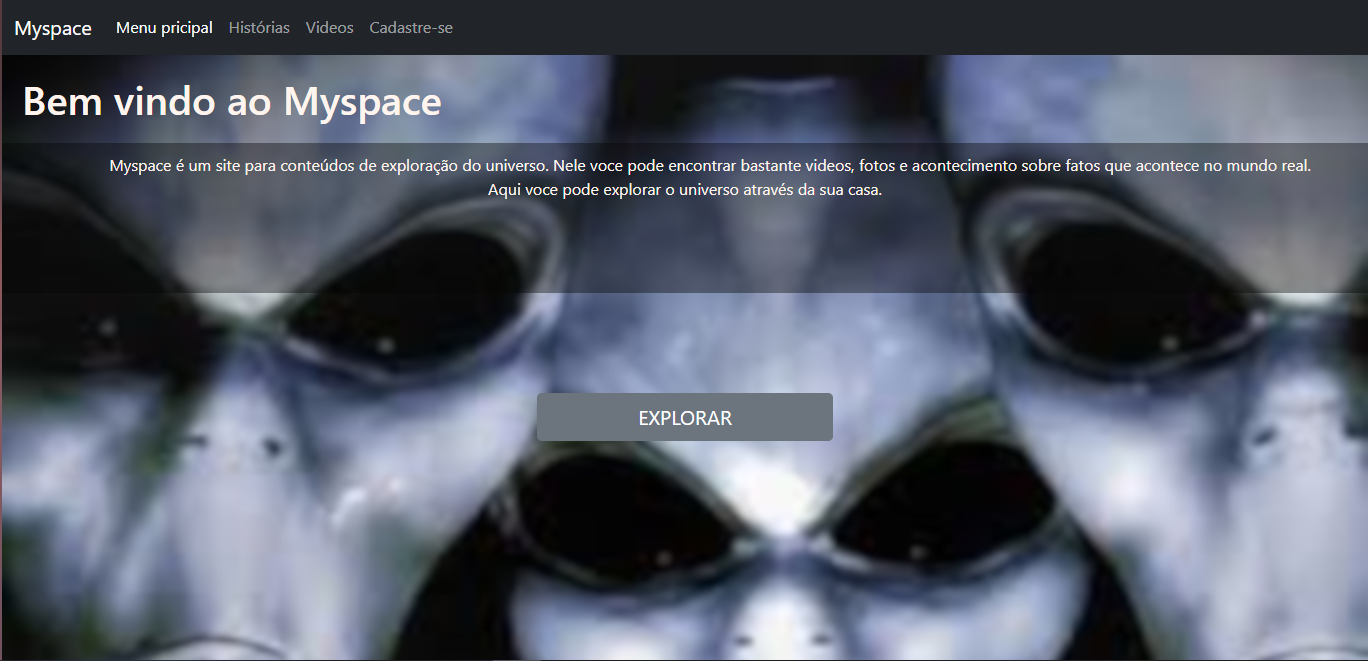 Myspace Menu pricipal Histórias Videos Cadastre-se
Bem vindo ao Myspace
Myspace é um site para conteúdos de exploração do universo. Nele voce pode encontrar bastante videos, fotos e acontecimento sobre fatos que acontece no mundo real.
Aqui voce pode explorar o universo através da sua casa.
EXPLORAR